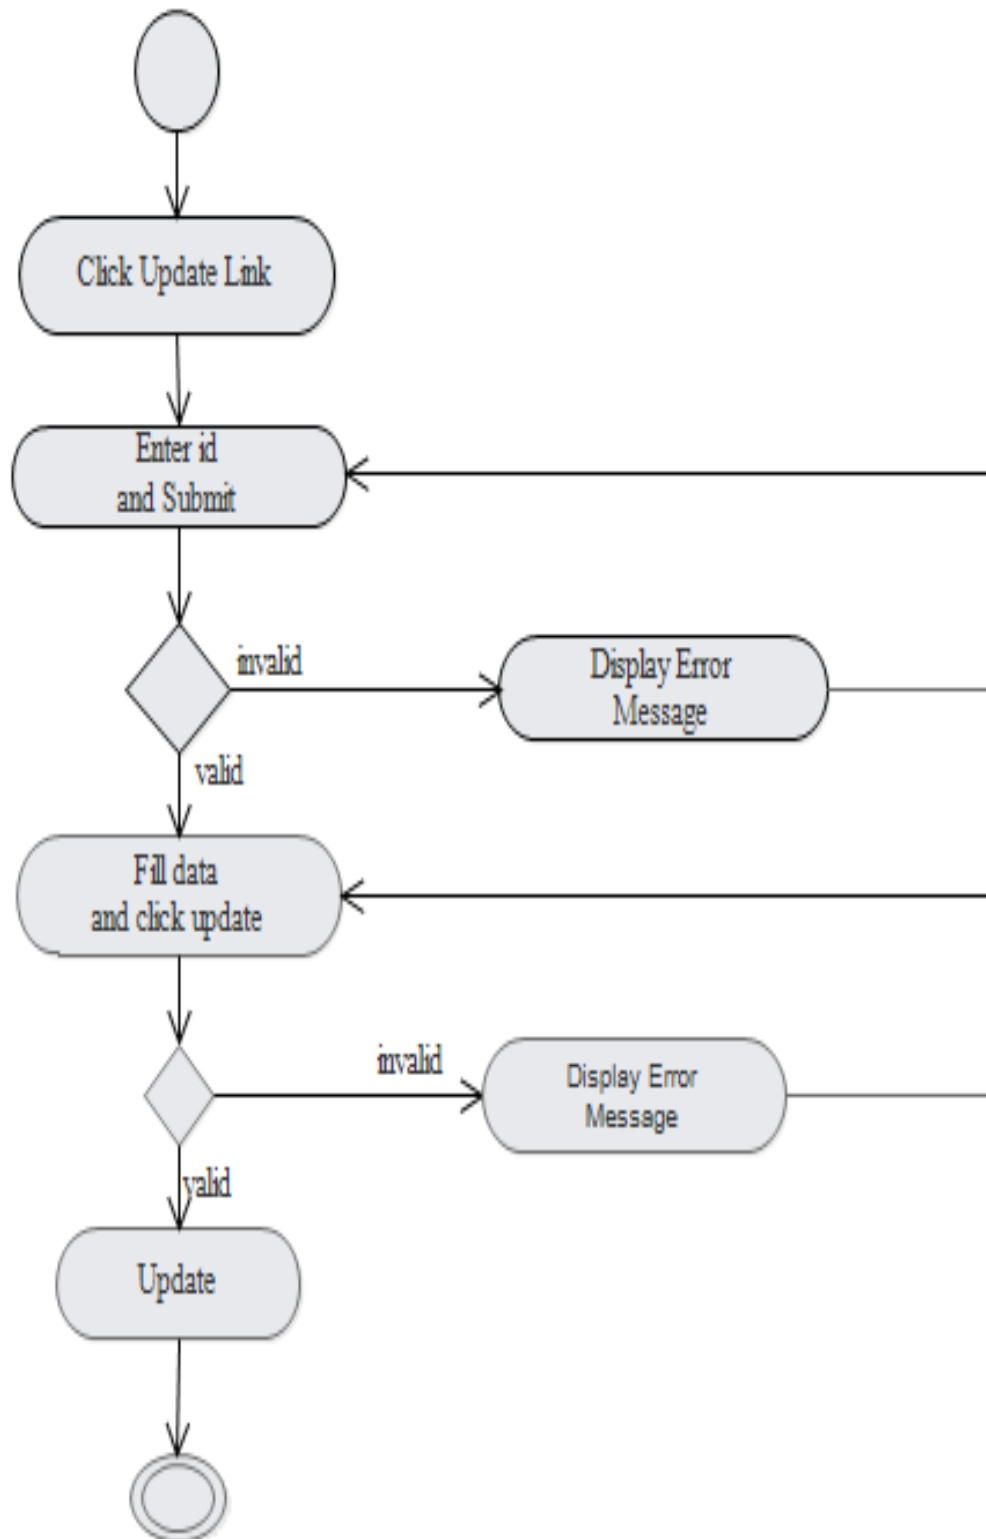 Click Update Link
Enter id
and Submit
invalid
Display Error
Message
valid
Fill data
and click update
invalid
Display Error
Message
valid
Update